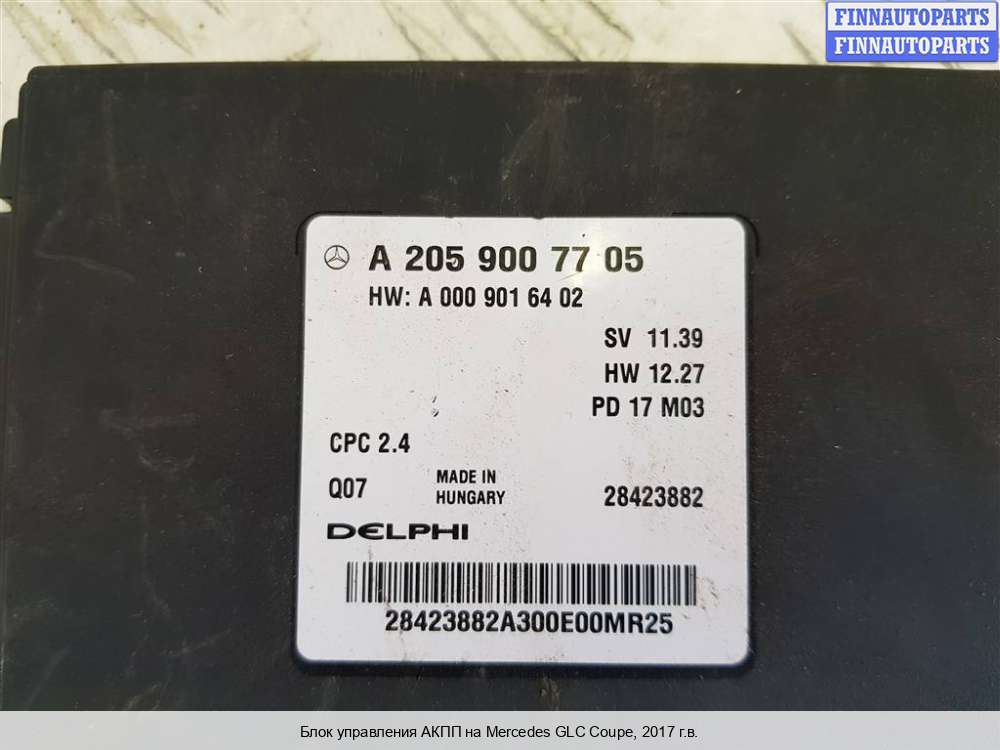 FINNAUTOPARTS
FINNAUTOPARTS
A 205 900 77 05
HW: A 000 901 64 02
SV 11.39
HW 12.27
PD 17 M03
CPC 2.4
Q07
MADE IN
HUNGARY
28423882
DELPHI
28423882A300E00MR25
Блок управления АКПП на Mercedes GLC Coupe, 2017 г.в.